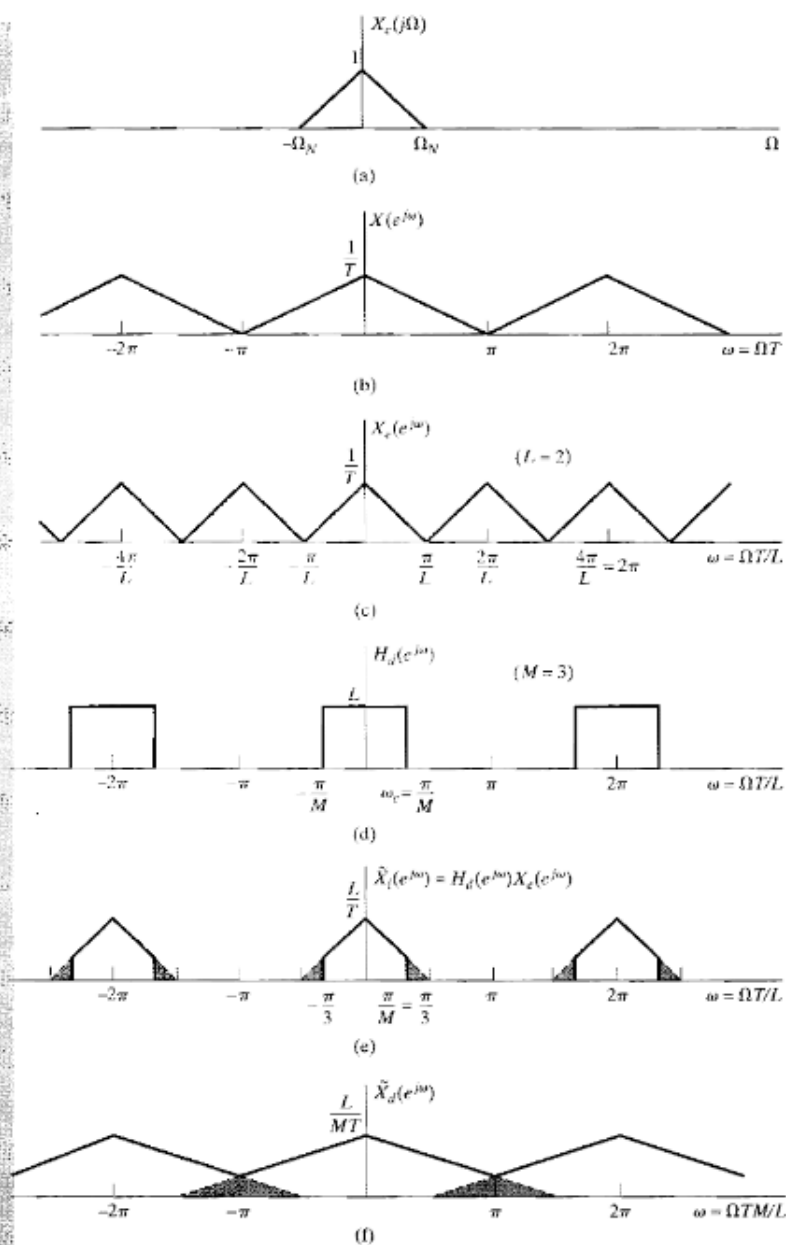 X_c(jΩ)
1
-Ω_N Ω_N Ω
(a)
X(e^{jω})
1/T
-2π -π π 2π ω = ΩT
(b)
X_e(e^{jω})
1/T (L = 2)
-4π/L -2π/L -π/L π/L 2π/L 4π/L = 2π ω = ΩT/L
(c)
H_d(e^{jω})
L (M = 3)
-2π -π -π/M ω_c = π/M π 2π ω = ΩT/L
(d)
X̃_i(e^{jω}) = H_d(e^{jω})X_e(e^{jω})
L/T
-2π -π -π/3 π/M = π/3 π 2π ω = ΩT/L
(e)
X̃_d(e^{jω})
L/MT
-2π -π π 2π ω = ΩTM/L
(f)